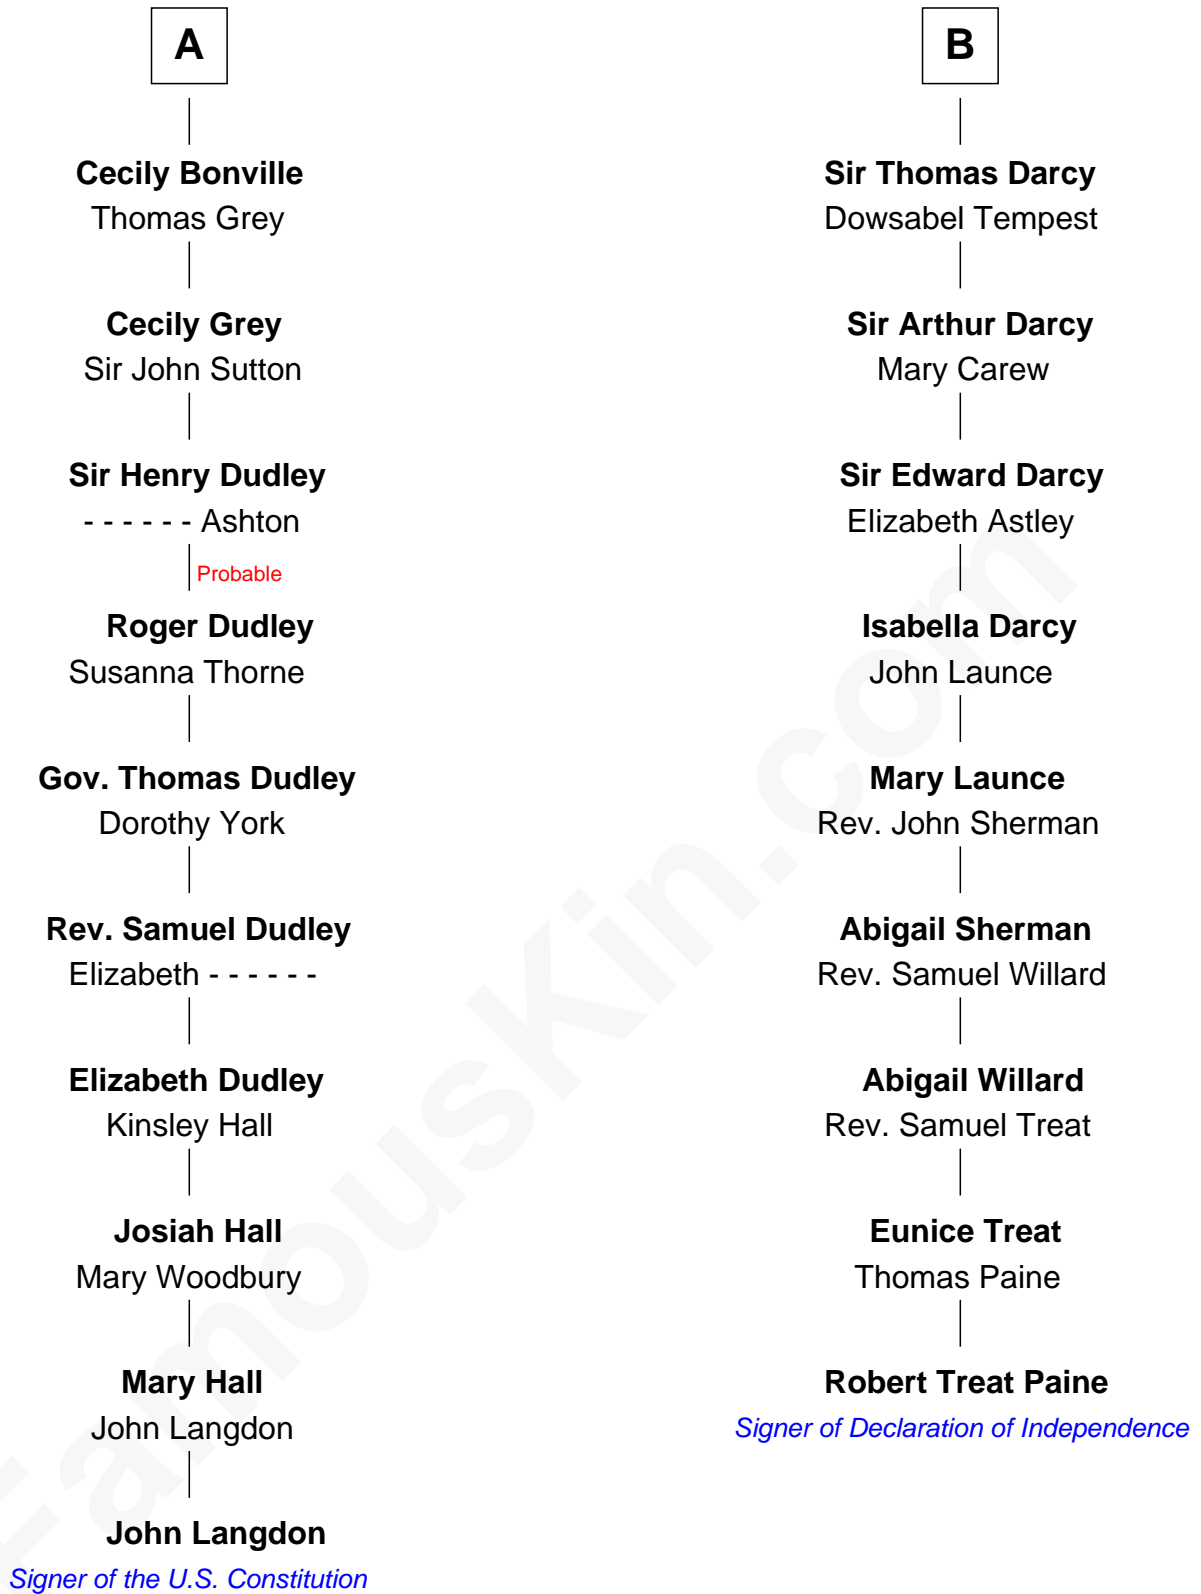 A
Cecily Bonville
Thomas Grey
Cecily Grey
Sir John Sutton
Sir Henry Dudley
- - - - - - Ashton
Probable
Roger Dudley
Susanna Thorne
Gov. Thomas Dudley
Dorothy York
Rev. Samuel Dudley
Elizabeth - - - - - -
Elizabeth Dudley
Kinsley Hall
Josiah Hall
Mary Woodbury
Mary Hall
John Langdon
John Langdon
Signer of the U.S. Constitution
B
Sir Thomas Darcy
Dowsabel Tempest
Sir Arthur Darcy
Mary Carew
Sir Edward Darcy
Elizabeth Astley
Isabella Darcy
John Launce
Mary Launce
Rev. John Sherman
Abigail Sherman
Rev. Samuel Willard
Abigail Willard
Rev. Samuel Treat
Eunice Treat
Thomas Paine
Robert Treat Paine
Signer of Declaration of Independence
FamousKin.com